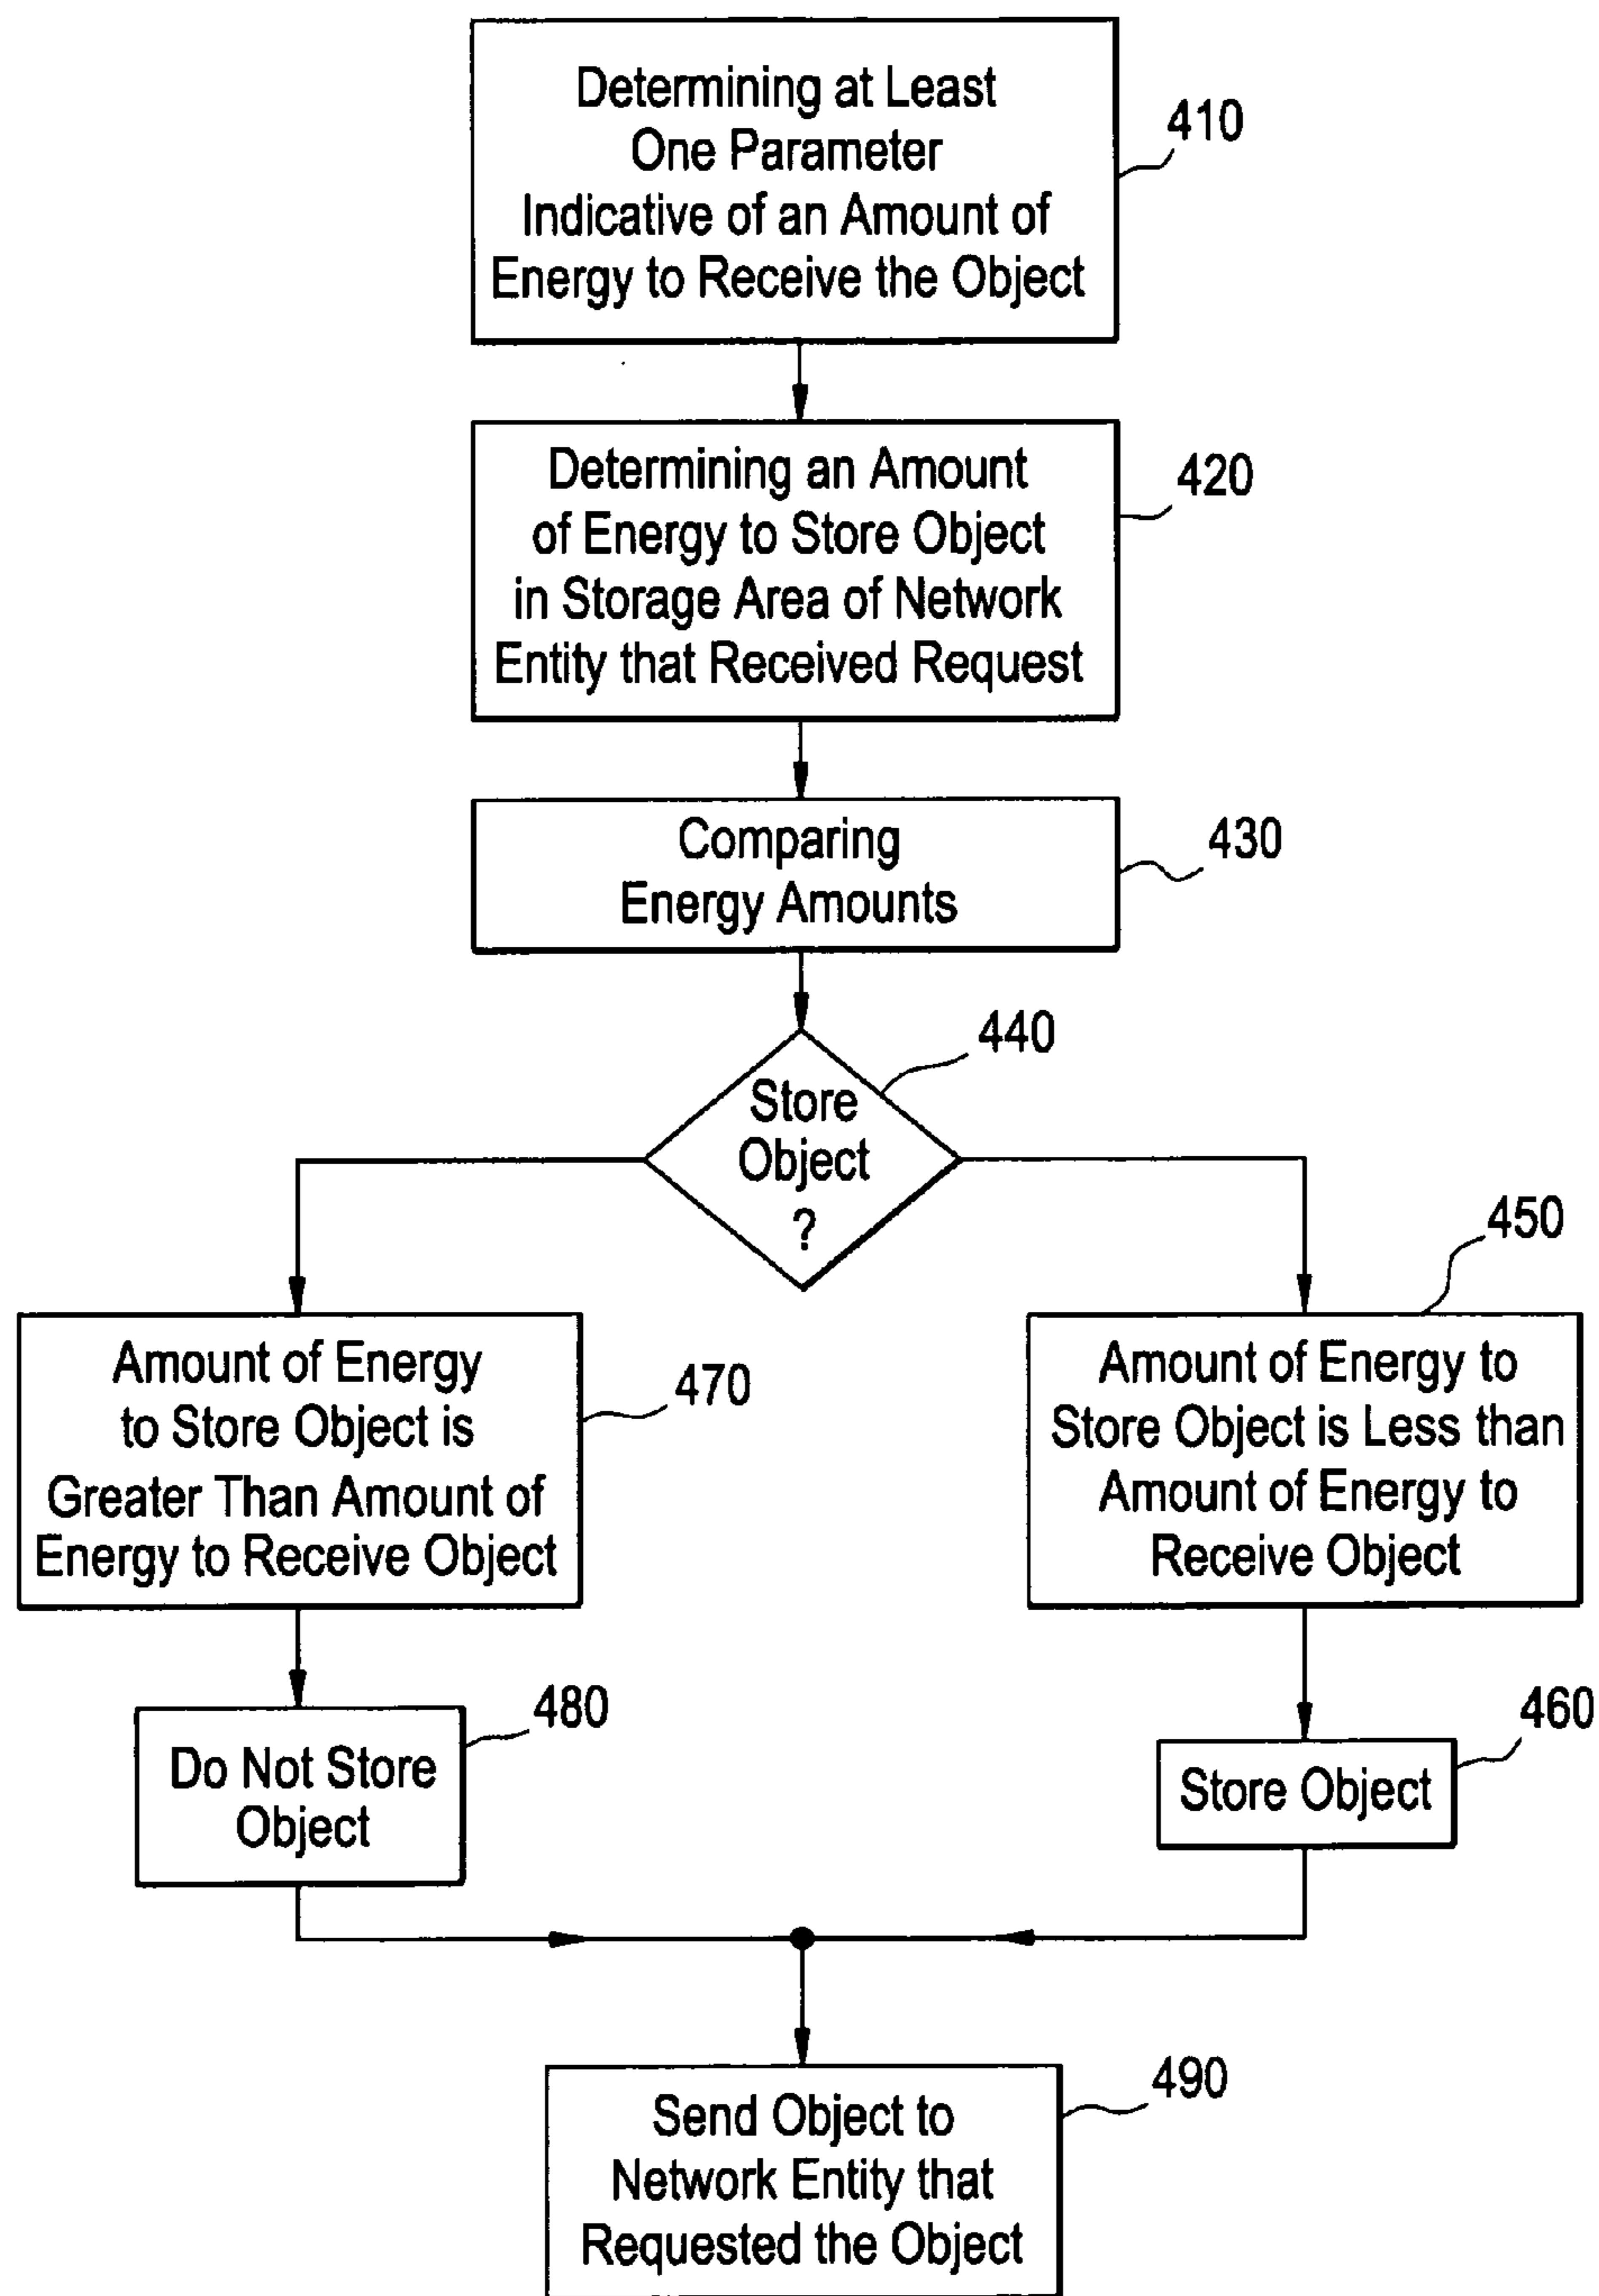 Determining at Least
One Parameter
Indicative of an Amount of
Energy to Receive the Object
410
Determining an Amount
of Energy to Store Object
in Storage Area of Network
Entity that Received Request
420
Comparing
Energy Amounts
430
440
Store
Object
?
450
Amount of Energy
to Store Object is
Greater Than Amount of
Energy to Receive Object
470
Amount of Energy to
Store Object is Less than
Amount of Energy to
Receive Object
480
Do Not Store
Object
460
Store Object
490
Send Object to
Network Entity that
Requested the Object